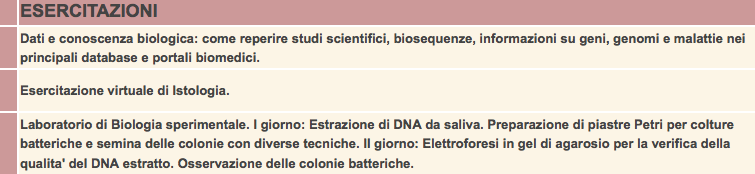 ESERCITAZIONI
Dati e conoscenza biologica: come reperire studi scientifici, biosequenze, informazioni su geni, genomi e malattie nei
principali database e portali biomedici.
Esercitazione virtuale di Istologia.
Laboratorio di Biologia sperimentale. I giorno: Estrazione di DNA da saliva. Preparazione di piastre Petri per colture
batteriche e semina delle colonie con diverse tecniche. II giorno: Elettroforesi in gel di agarosio per la verifica della
qualita' del DNA estratto. Osservazione delle colonie batteriche.